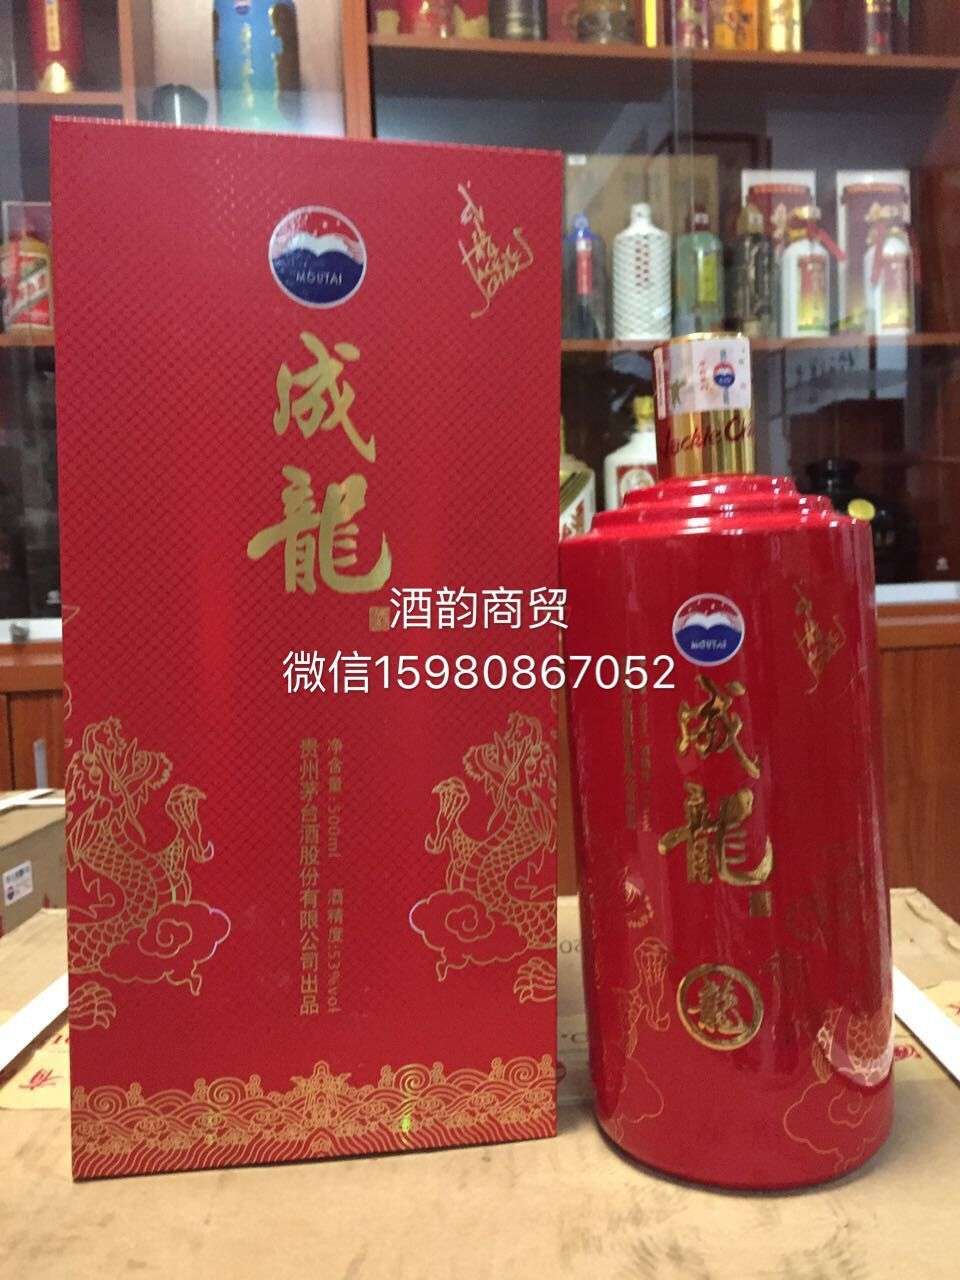 MOUTAI
成龍
酒韵商贸
微信15980867052
净含量:500ml 酒精度:53%vol
贵州茅台酒股份有限公司出品
Jackie Ch
MOUTAI
成龍
龍